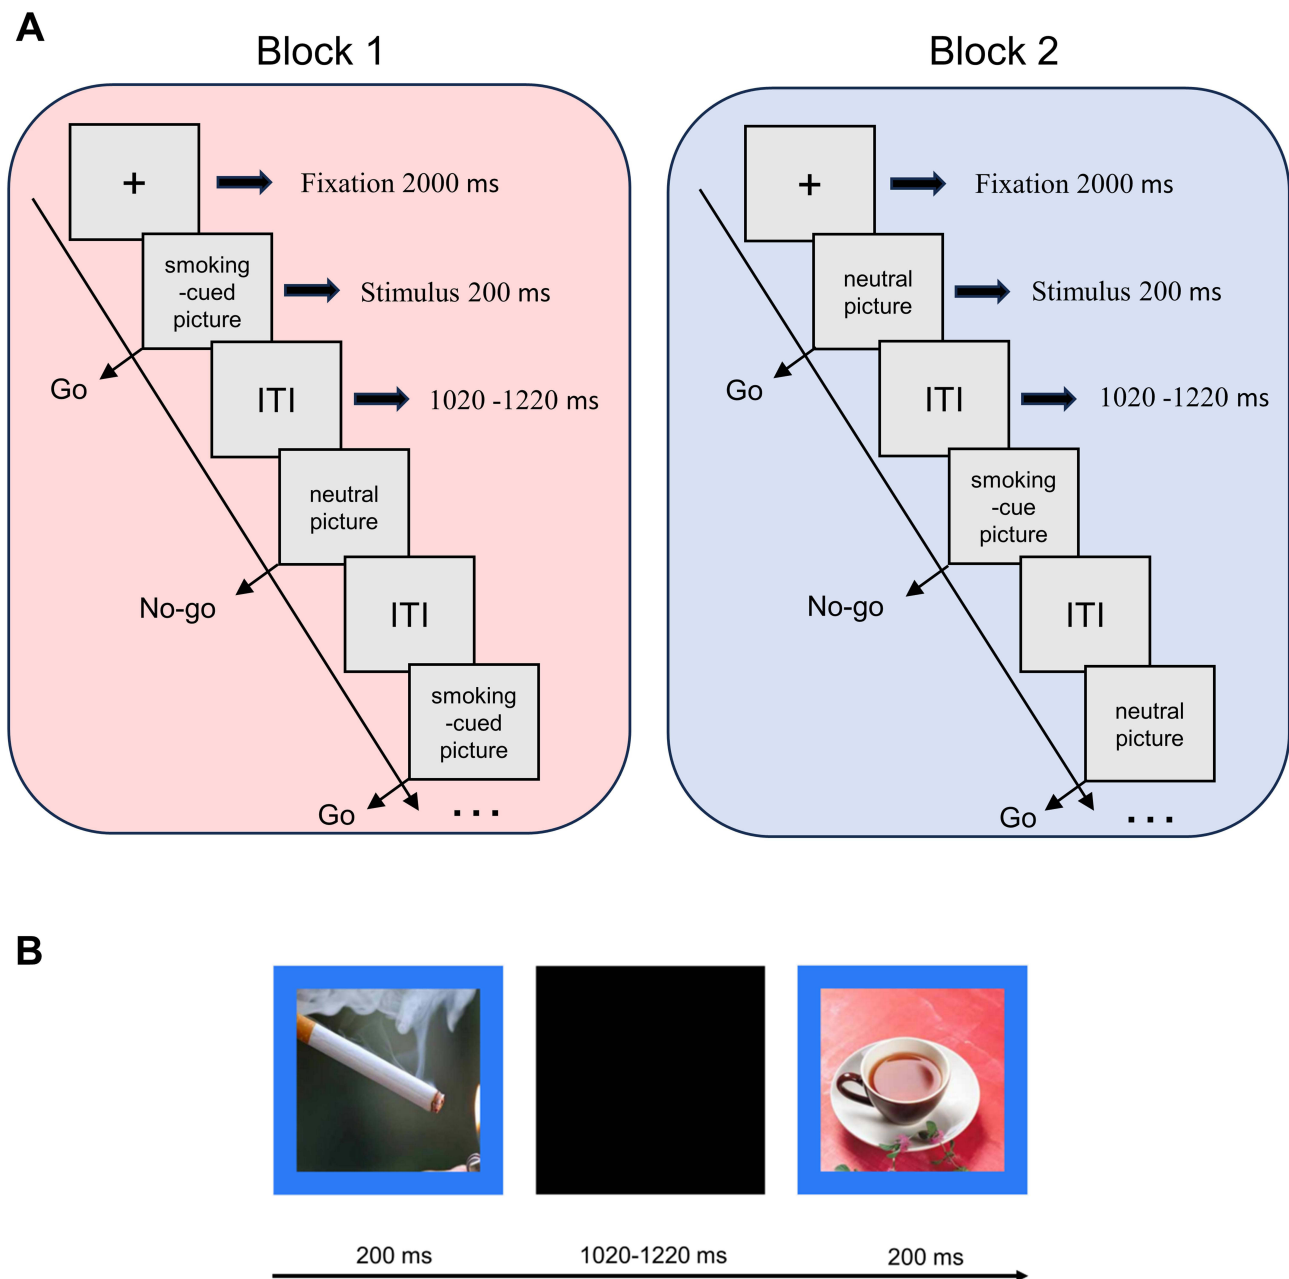 A
Block 1
+
Fixation 2000 ms
smoking
-cued
picture
Stimulus 200 ms
Go
ITI
1020 -1220 ms
neutral
picture
No-go
ITI
smoking
-cued
picture
Go
...
Block 2
+
Fixation 2000 ms
neutral
picture
Stimulus 200 ms
Go
ITI
1020 -1220 ms
smoking
-cue
picture
No-go
ITI
neutral
picture
Go
...
B
200 ms
1020-1220 ms
200 ms